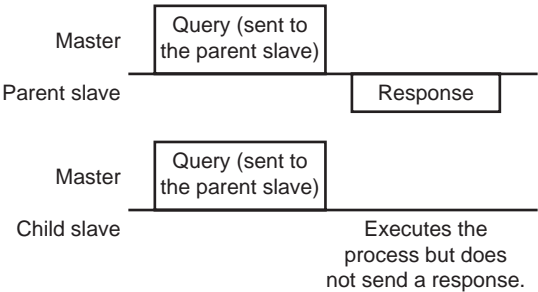 Master
Query (sent to
the parent slave)
Parent slave
Response
Master
Query (sent to
the parent slave)
Child slave
Executes the
process but does
not send a response.